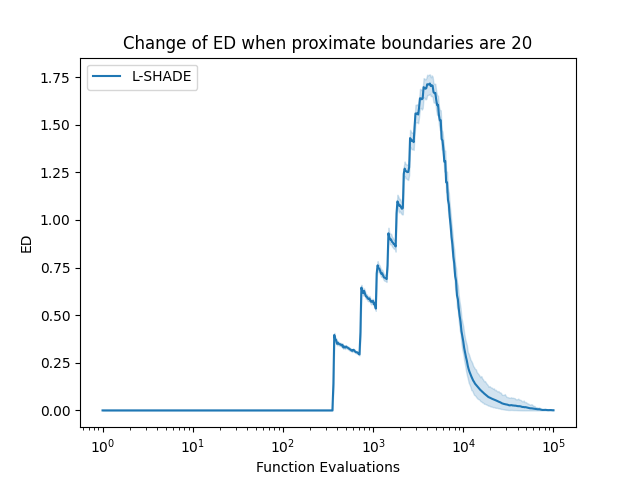 Change of ED when proximate boundaries are 20
L-SHADE
1.75
1.50
1.25
1.00
0.75
0.50
0.25
0.00
ED
10⁰ 10¹ 10² 10³ 10⁴ 10⁵
Function Evaluations